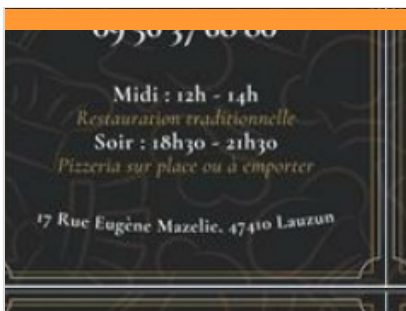 Midi : 12h - 14h
Restauration traditionnelle
Soir : 18h30 - 21h30
Pizzeria sur place ou à emporter
17 Rue Eugène Mazelie, 47410 Lauzun